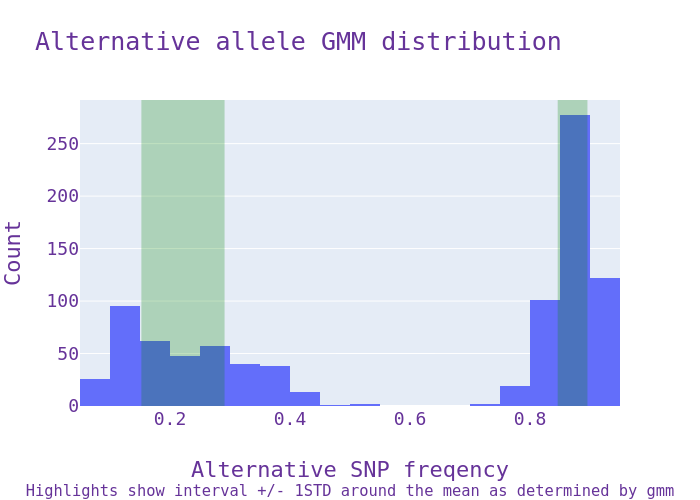 Alternative allele GMM distribution
Count
250
200
150
100
50
0
0.2 0.4 0.6 0.8
Alternative SNP freqency
Highlights show interval +/- 1STD around the mean as determined by gmm